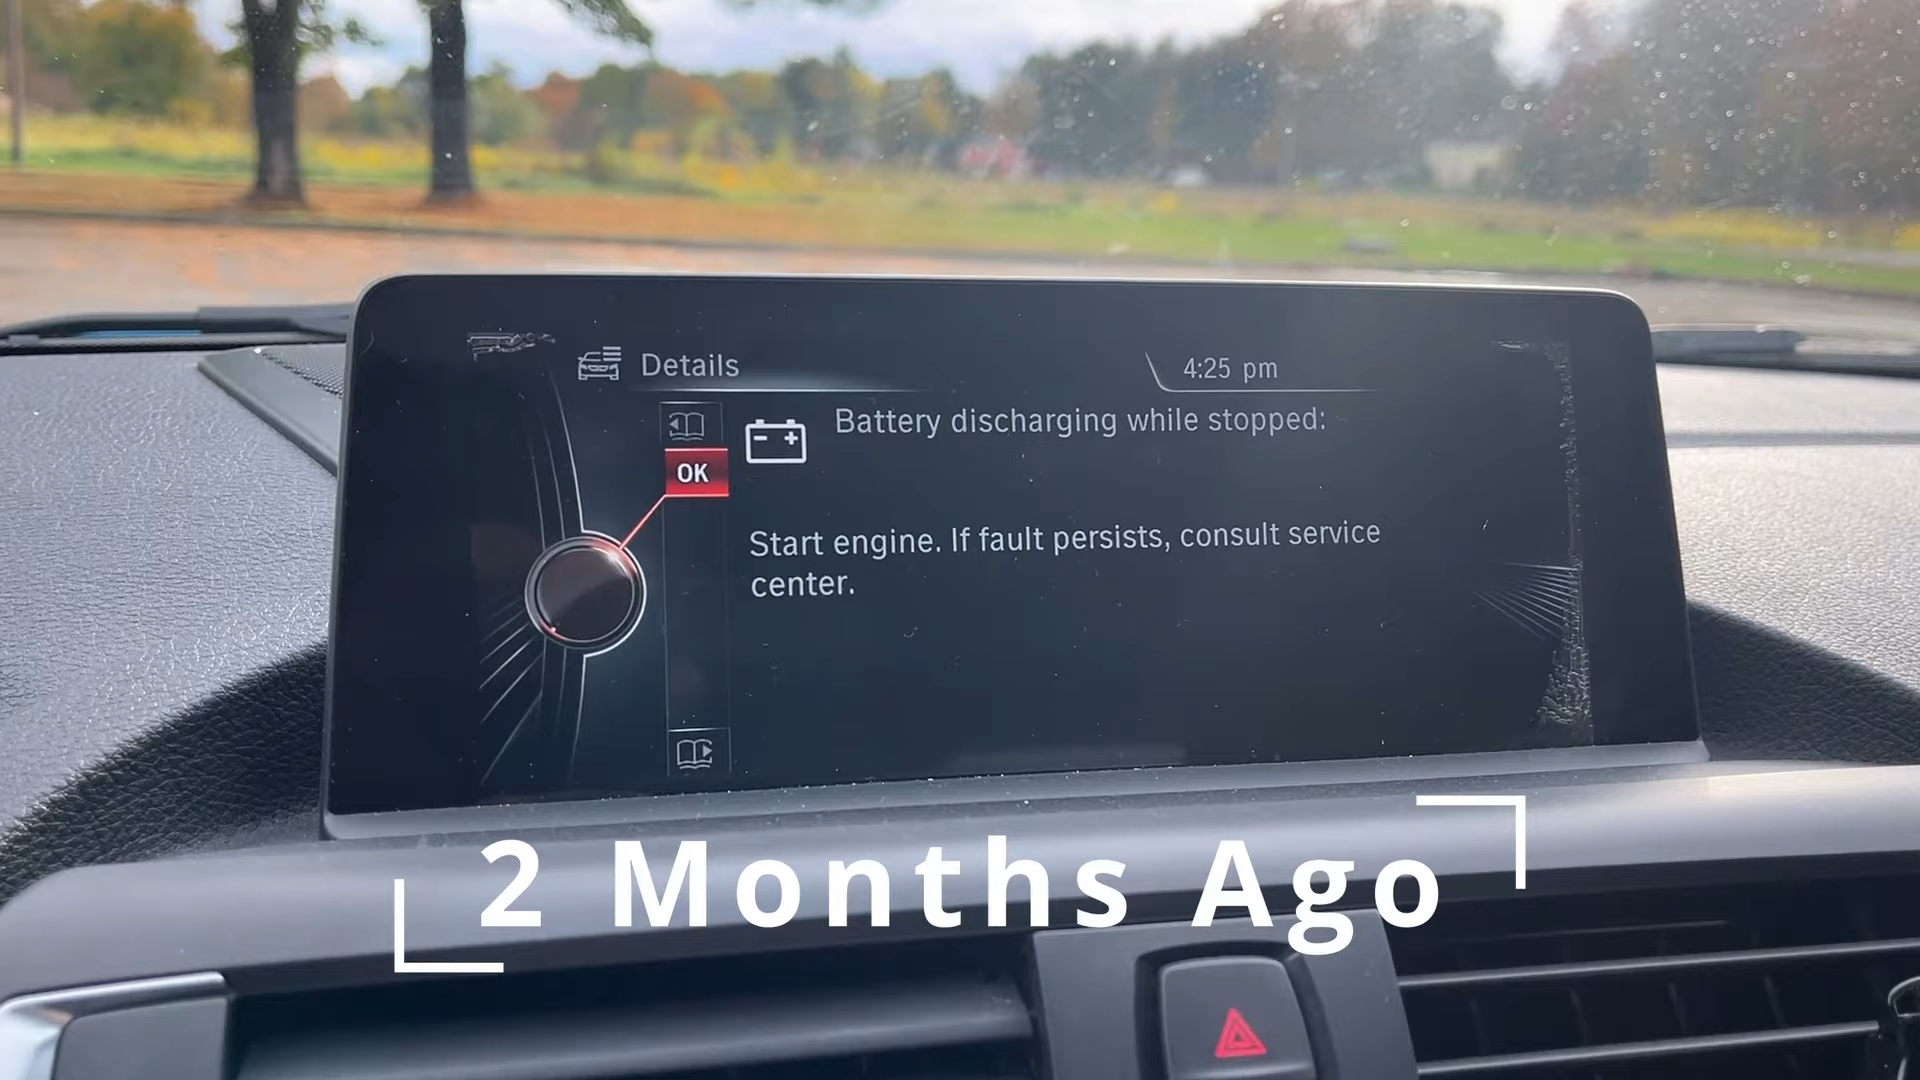 Details
4:25 pm
Battery discharging while stopped:
OK
Start engine. If fault persists, consult service
center.
2 Months Ago